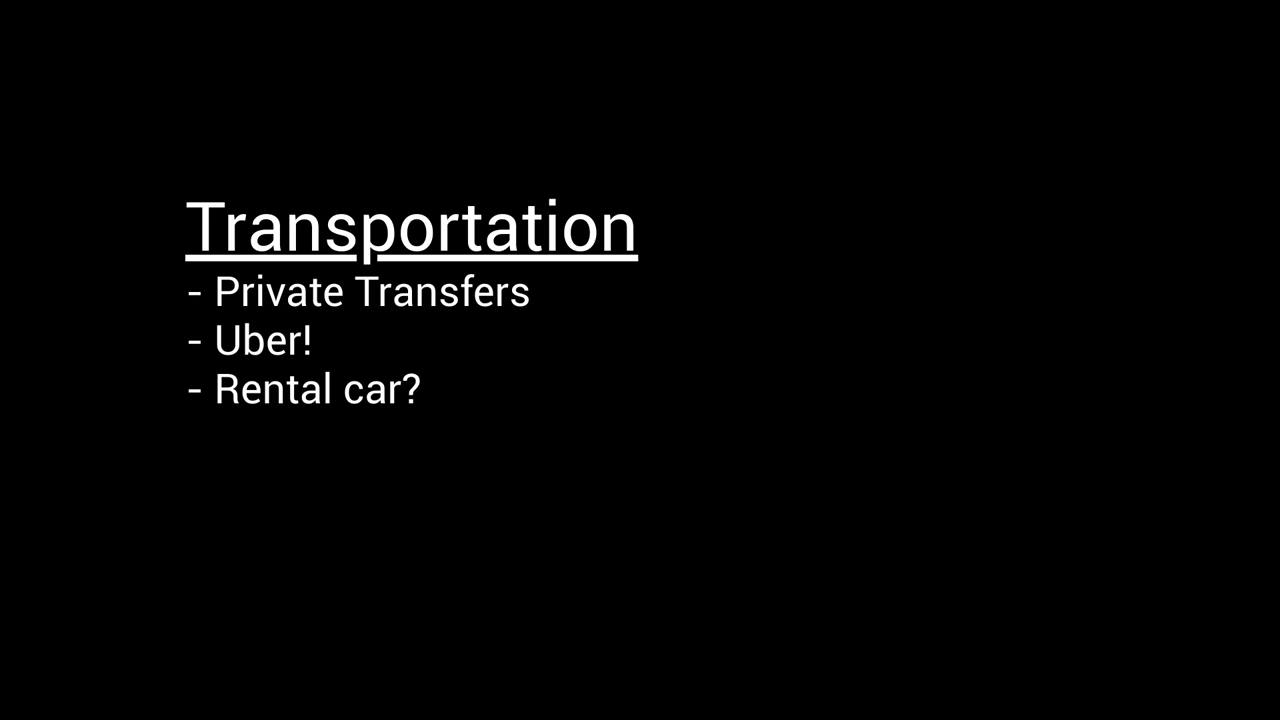 Transportation
- Private Transfers
- Uber!
- Rental car?